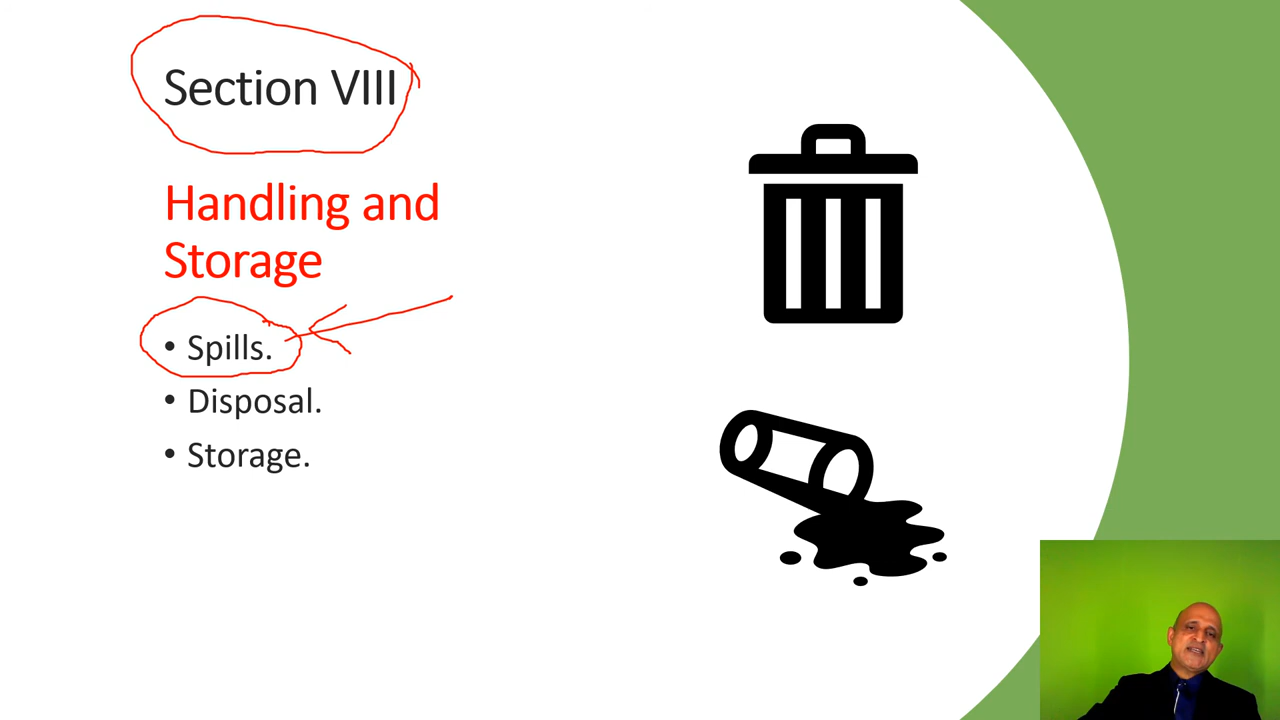 Section VIII
Handling and
Storage
• Spills.
• Disposal.
• Storage.